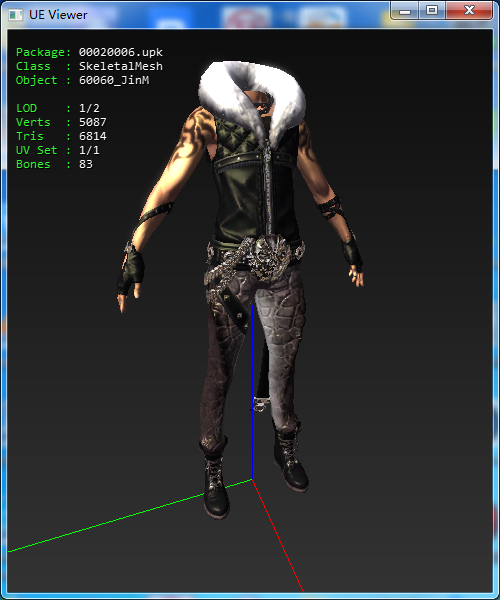 UE Viewer
Package: 00020006.upk
Class : SkeletalMesh
Object : 60060_JinM
LOD : 1/2
Verts : 5087
Tris : 6814
UV Set : 1/1
Bones : 83